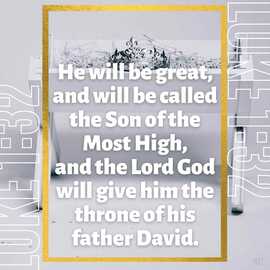 LUKE 1:32
He will be great,
and will be called
the Son of the
Most High,
and the Lord God
will give him the
throne of his
father David.
LUKE 1:32